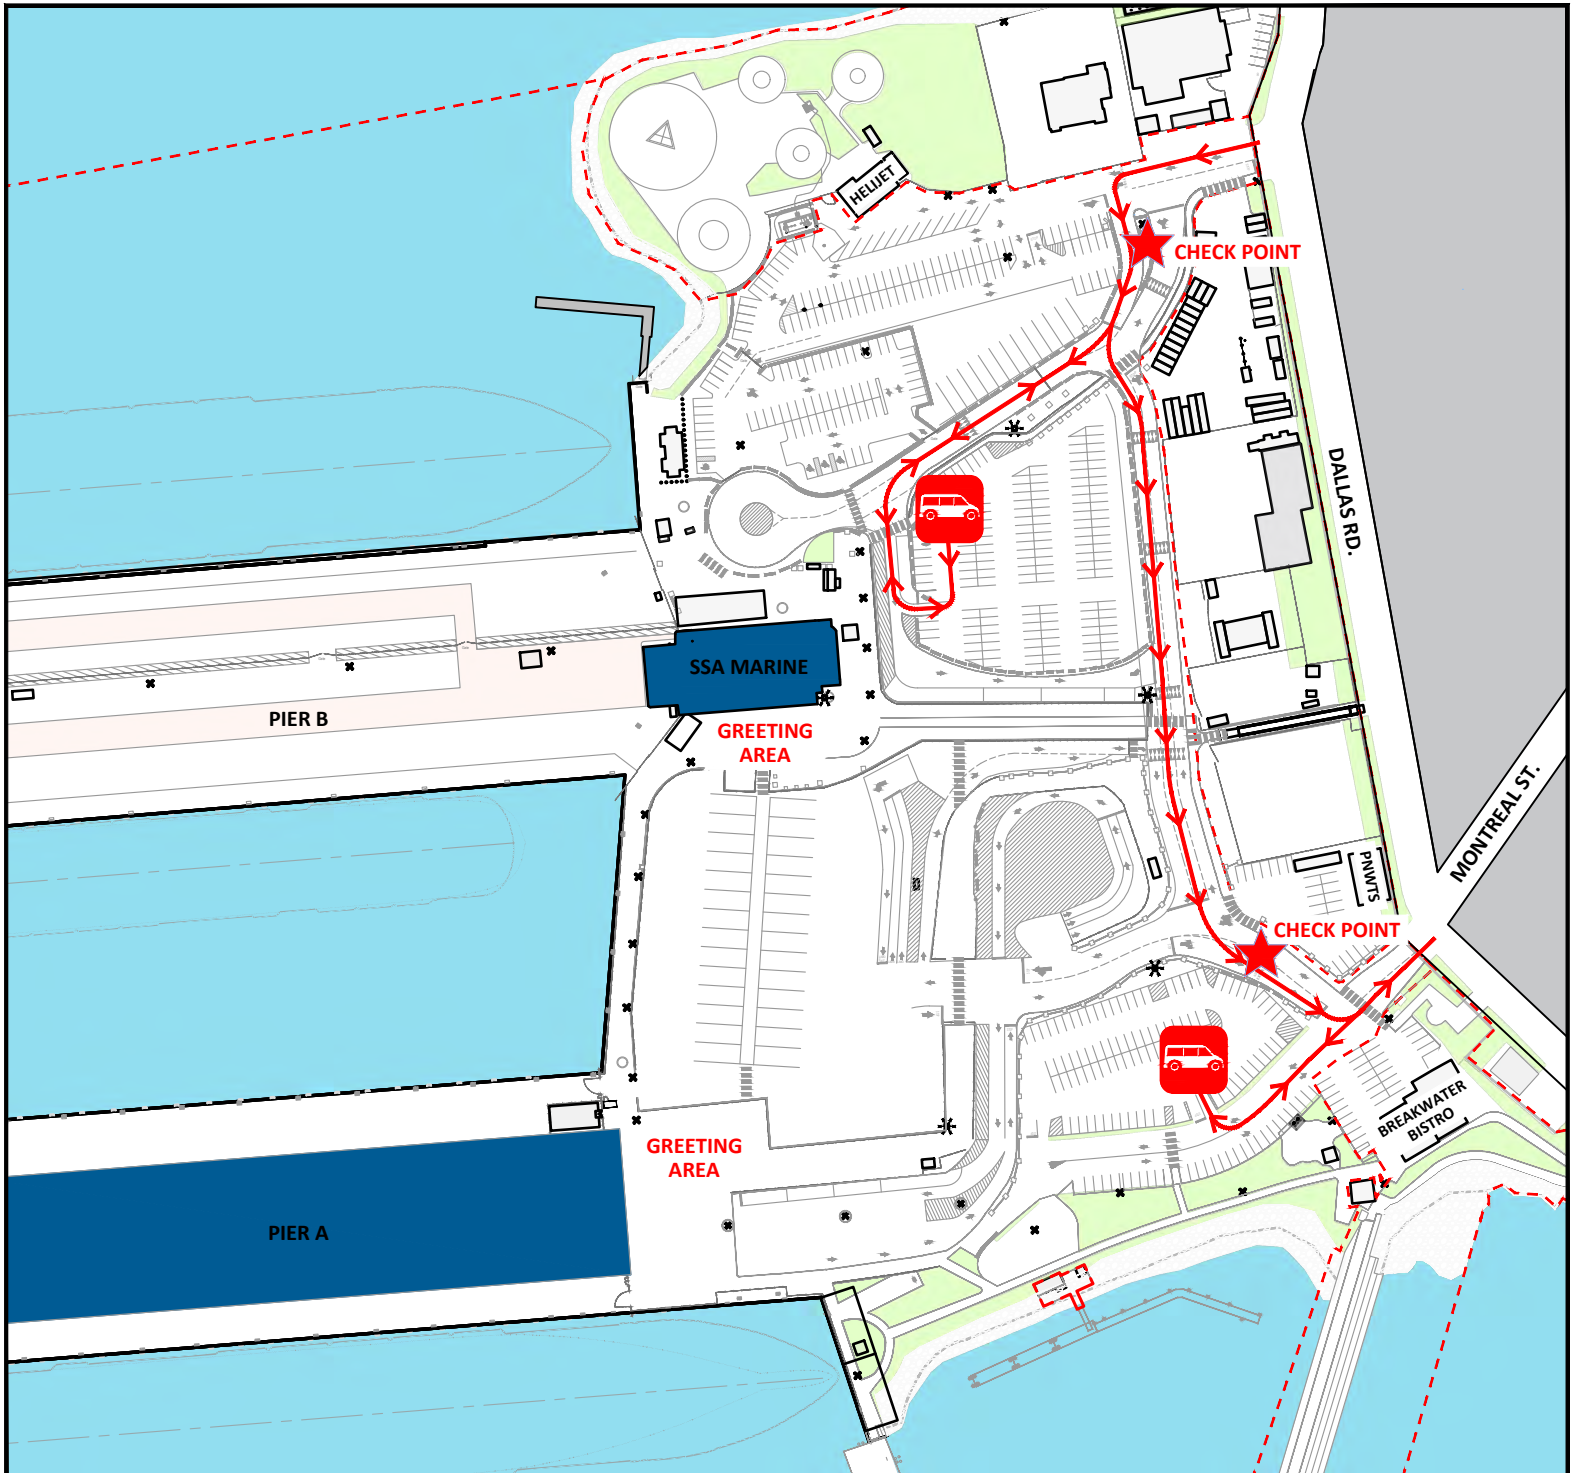 HELIJET
CHECK POINT
DALLAS RD.
SSA MARINE
PIER B
GREETING
AREA
MONTREAL ST.
PNWTS
CHECK POINT
BREAKWATER
BISTRO
GREETING
AREA
PIER A